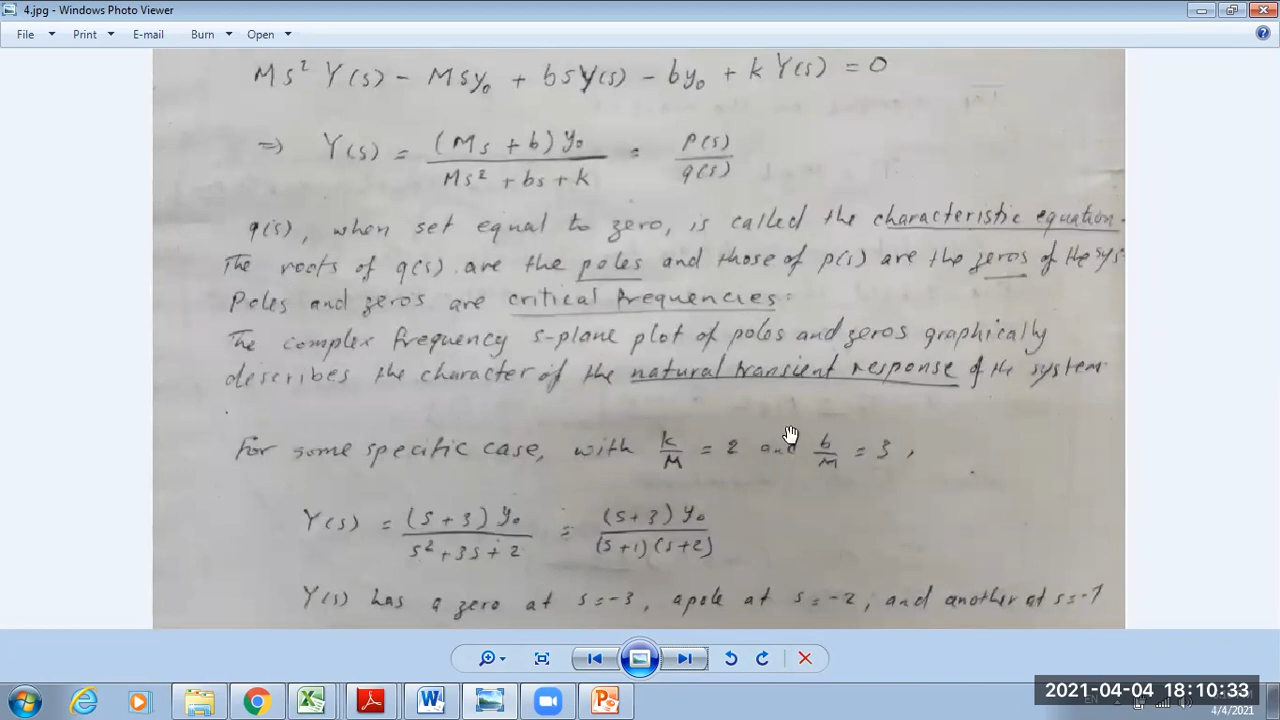 4.jpg - Windows Photo Viewer
File Print E-mail Burn Open
Ms² Y(s) - Msy₀ + bsY(s) - by₀ + k Y(s) = 0
⇒ Y(s) = (Ms + b) y₀ / Ms² + bs + k = p(s) / q(s)
q(s), when set equal to zero, is called the characteristic equation.
The roots of q(s) are the poles and those of p(s) are the zeros of the sys
Poles and zeros are critical frequencies.
The complex frequency s-plane plot of poles and zeros graphically
describes the character of the natural transient response of the system
For some specific case, with k/M = 2 and b/M = 3,
Y(s) = (s + 3) y₀ / s² + 3s + 2 = (s+3) y₀ / (s+1)(s+2)
Y(s) has a zero at s=-3, a pole at s=-2, and another at s=-1
2021-04-04 18:10:33
4/4/2021